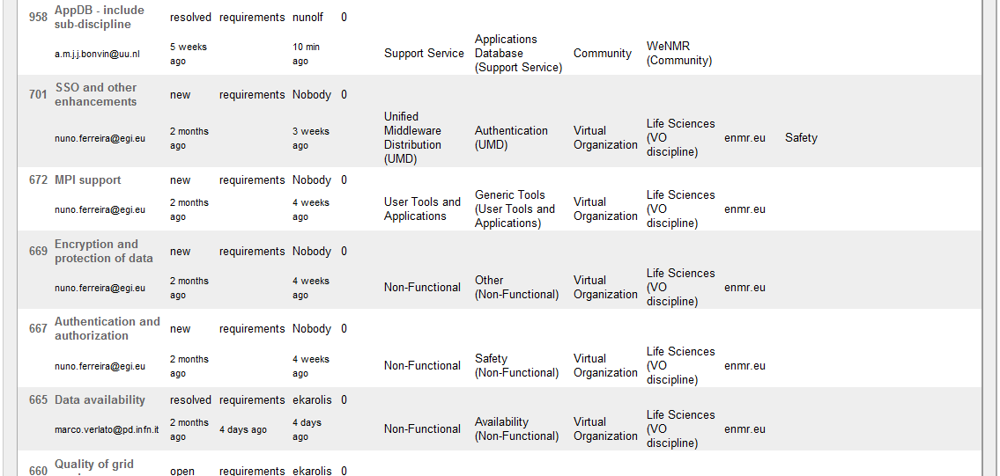 958 AppDB - include sub-discipline resolved requirements nunolf 0
a.m.j.j.bonvin@uu.nl 5 weeks ago 10 min ago Support Service Applications Database (Support Service) Community WeNMR (Community)
701 SSO and other enhancements new requirements Nobody 0
nuno.ferreira@egi.eu 2 months ago 3 weeks ago Unified Middleware Distribution (UMD) Authentication (UMD) Virtual Organization Life Sciences (VO discipline) enmr.eu Safety
672 MPI support new requirements Nobody 0
nuno.ferreira@egi.eu 2 months ago 4 weeks ago User Tools and Applications Generic Tools (User Tools and Applications) Virtual Organization Life Sciences (VO discipline) enmr.eu
669 Encryption and protection of data new requirements Nobody 0
nuno.ferreira@egi.eu 2 months ago 4 weeks ago Non-Functional Other (Non-Functional) Virtual Organization Life Sciences (VO discipline) enmr.eu
667 Authentication and authorization new requirements Nobody 0
nuno.ferreira@egi.eu 2 months ago 4 weeks ago Non-Functional Safety (Non-Functional) Virtual Organization Life Sciences (VO discipline) enmr.eu
665 Data availability resolved requirements ekarolis 0
marco.verlato@pd.infn.it 2 months ago 4 days ago 4 days ago Non-Functional Availability (Non-Functional) Virtual Organization Life Sciences (VO discipline) enmr.eu
660 Quality of grid open requirements ekarolis 0